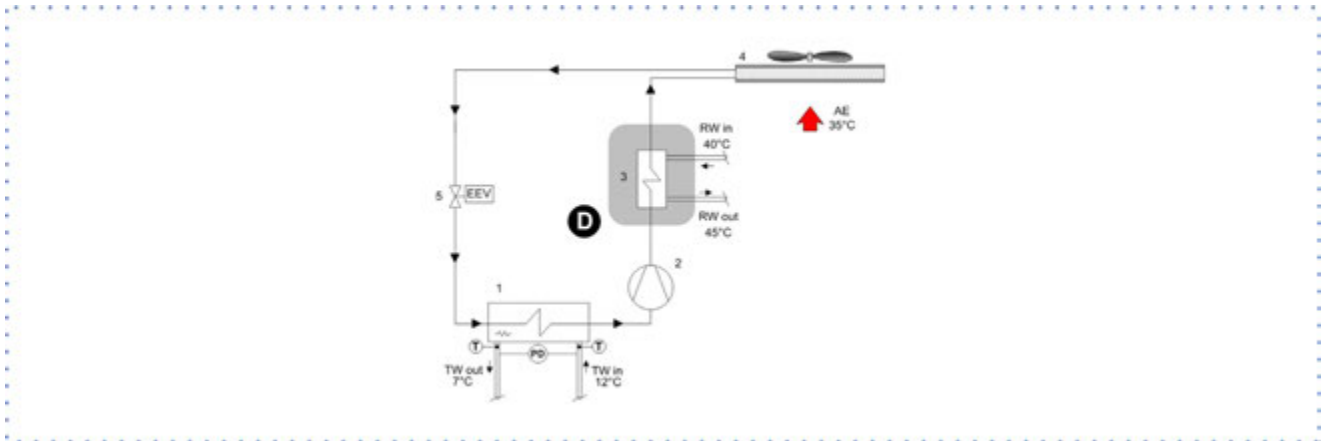 4
AE
35°C
RW in
40°C
3
5
EEV
D
RW out
45°C
2
1
T
PD
T
TW out
7°C
TW in
12°C